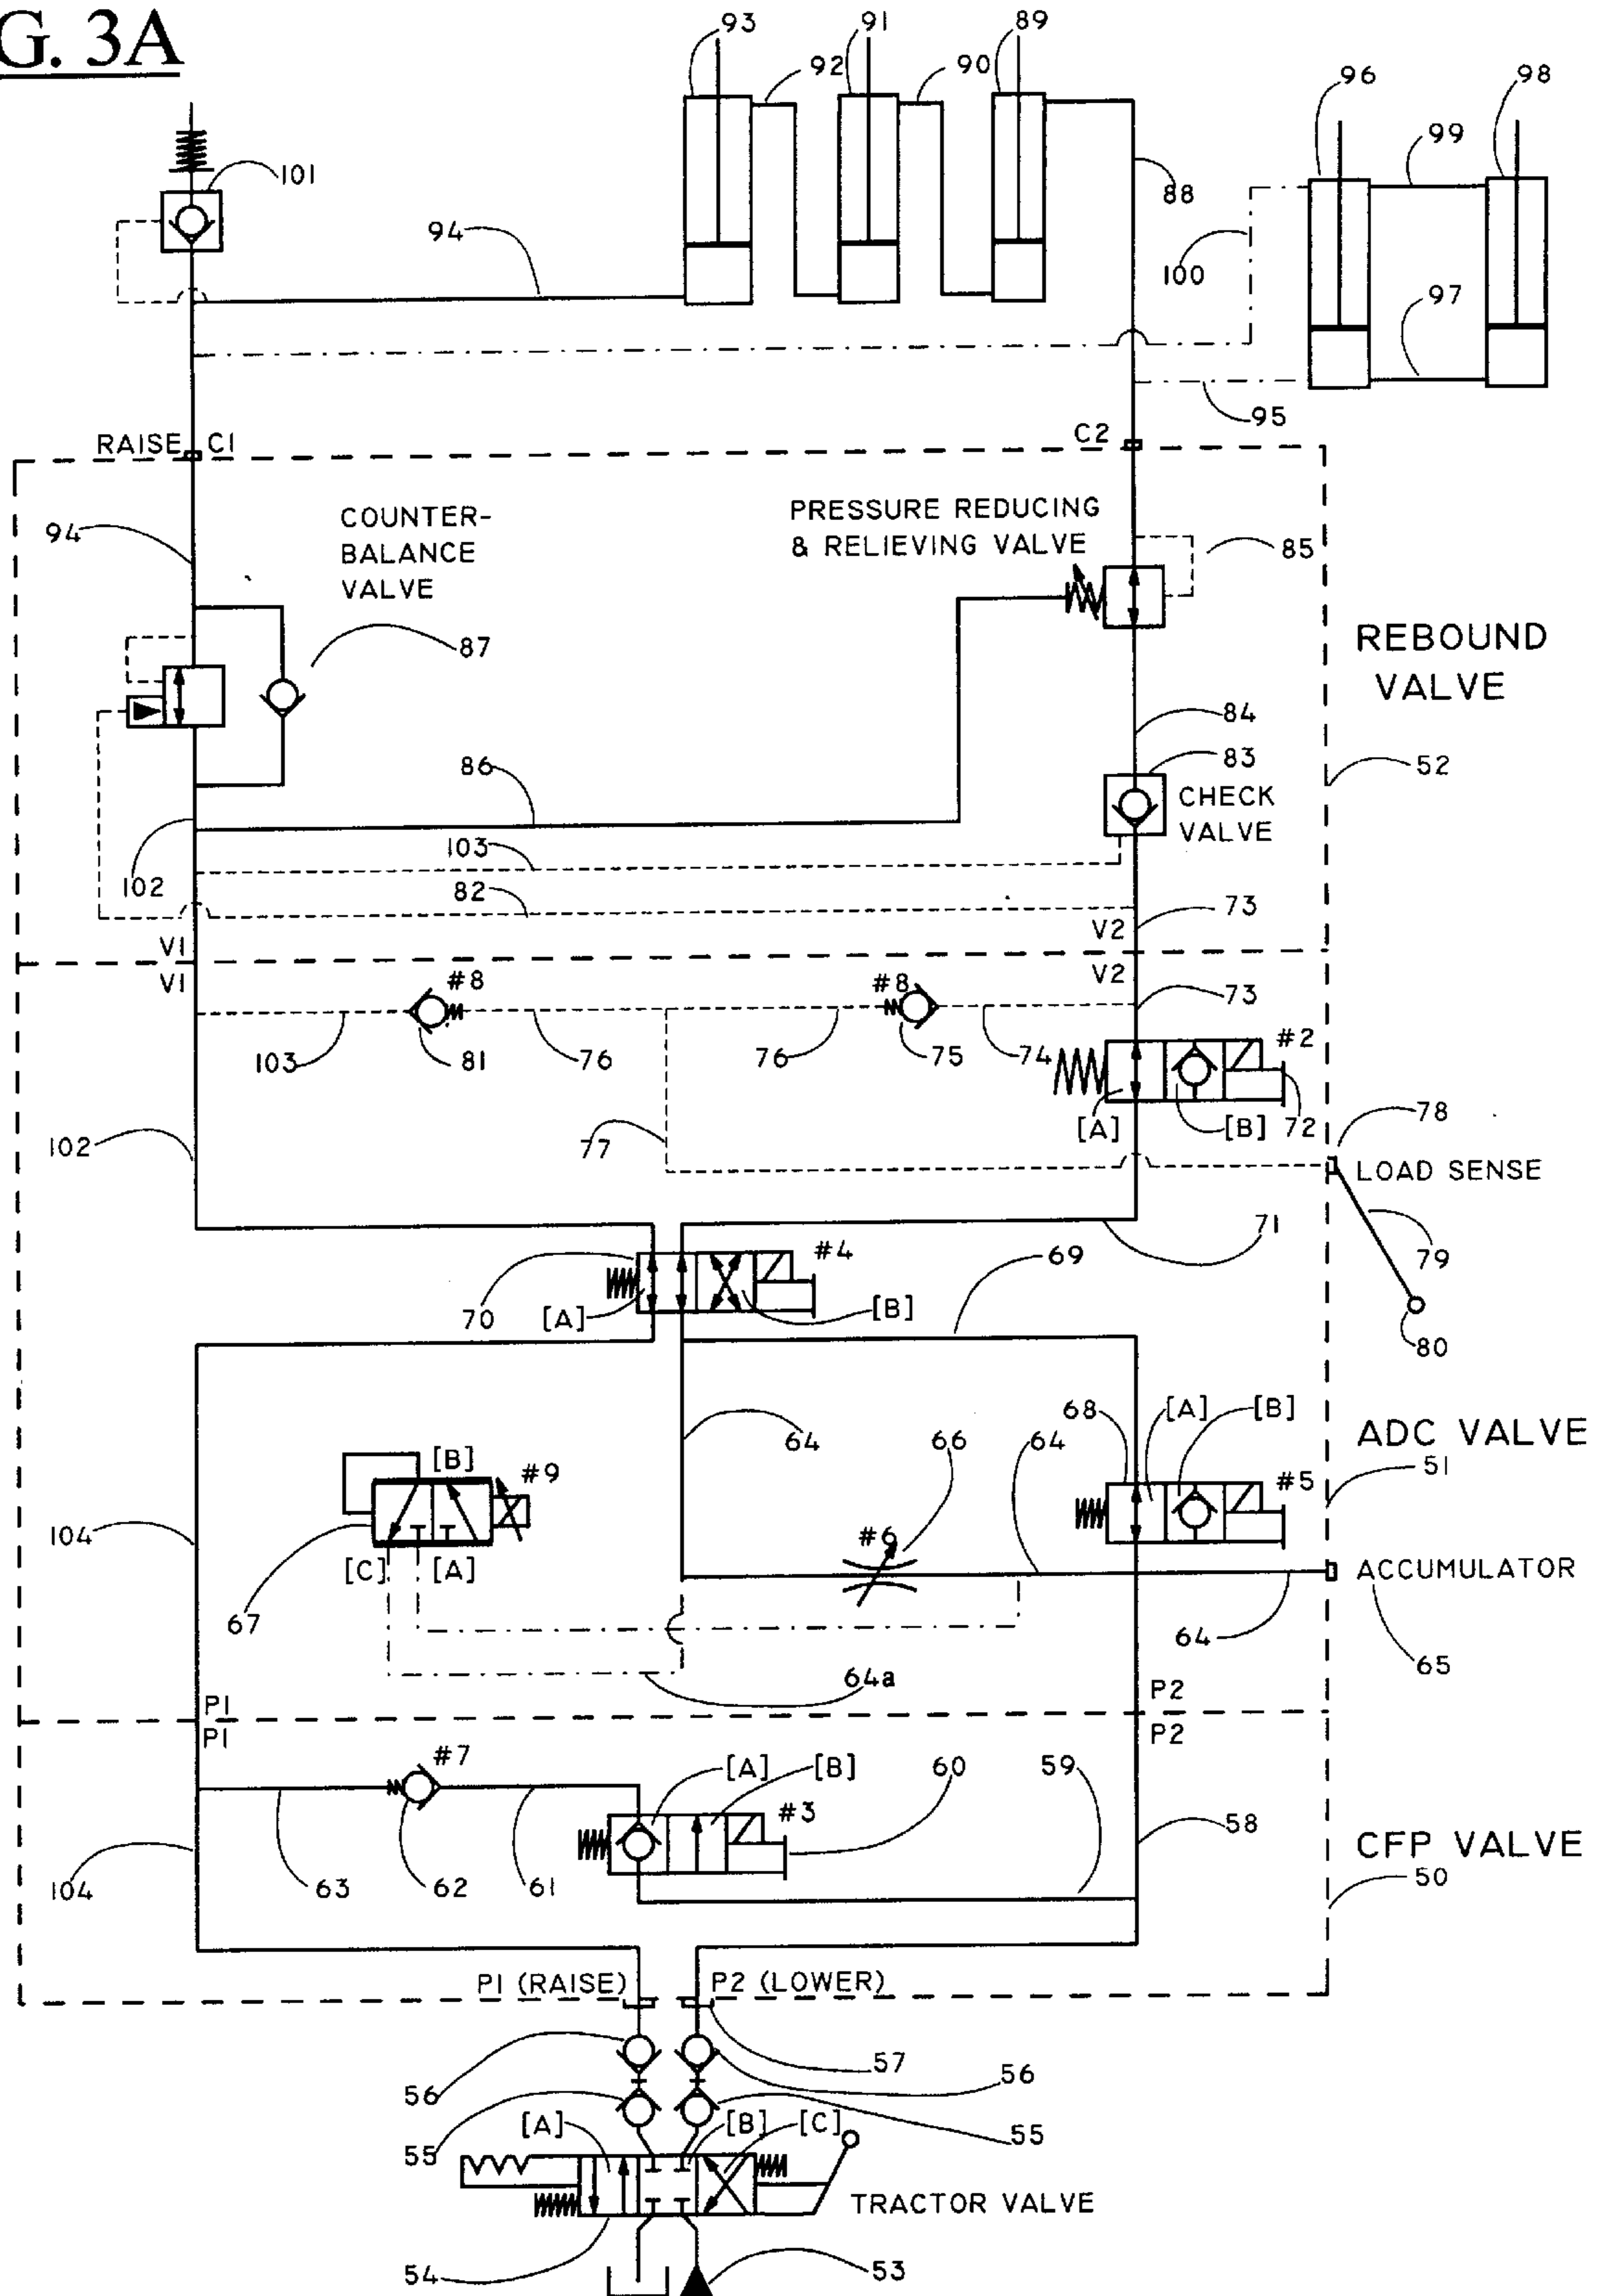 G. 3A
93
91
89
92
90
96
98
99
101
88
94
100
97
95
RAISE C1
C2
COUNTER-
BALANCE
VALVE
PRESSURE REDUCING
& RELIEVING VALVE
94
85
87
REBOUND
VALVE
84
86
83
52
CHECK
VALVE
103
102
82
73
V1
V2
V1
V2
#8
#8
73
#2
103
81
76
76
75
74
78
[A]
[B] 72
102
77
LOAD SENSE
71
79
#4
69
70
[A]
[B]
80
68
[A]
[B]
64
66
64
ADC VALVE
[B]
#9
#5
51
104
#6
[C]
[A]
ACCUMULATOR
67
64
64a
65
P1
P2
P1
P2
#7
[A]
[B]
60
59
#3
58
CFP VALVE
104
63
62
61
50
P1 (RAISE)
P2 (LOWER)
57
56
56
[A]
[B]
[C]
55
55
TRACTOR VALVE
54
53